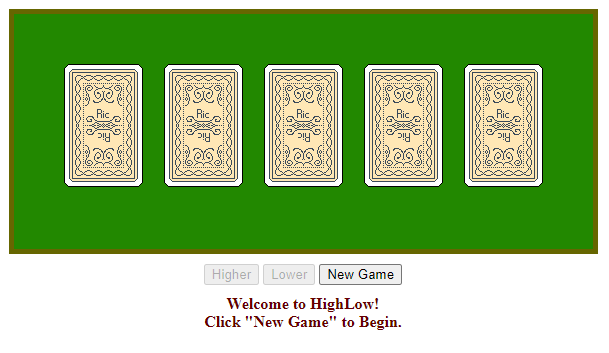 Ric Ric Ric Ric Ric
Ric Ric Ric Ric Ric
Higher Lower New Game
Welcome to HighLow!
Click "New Game" to Begin.